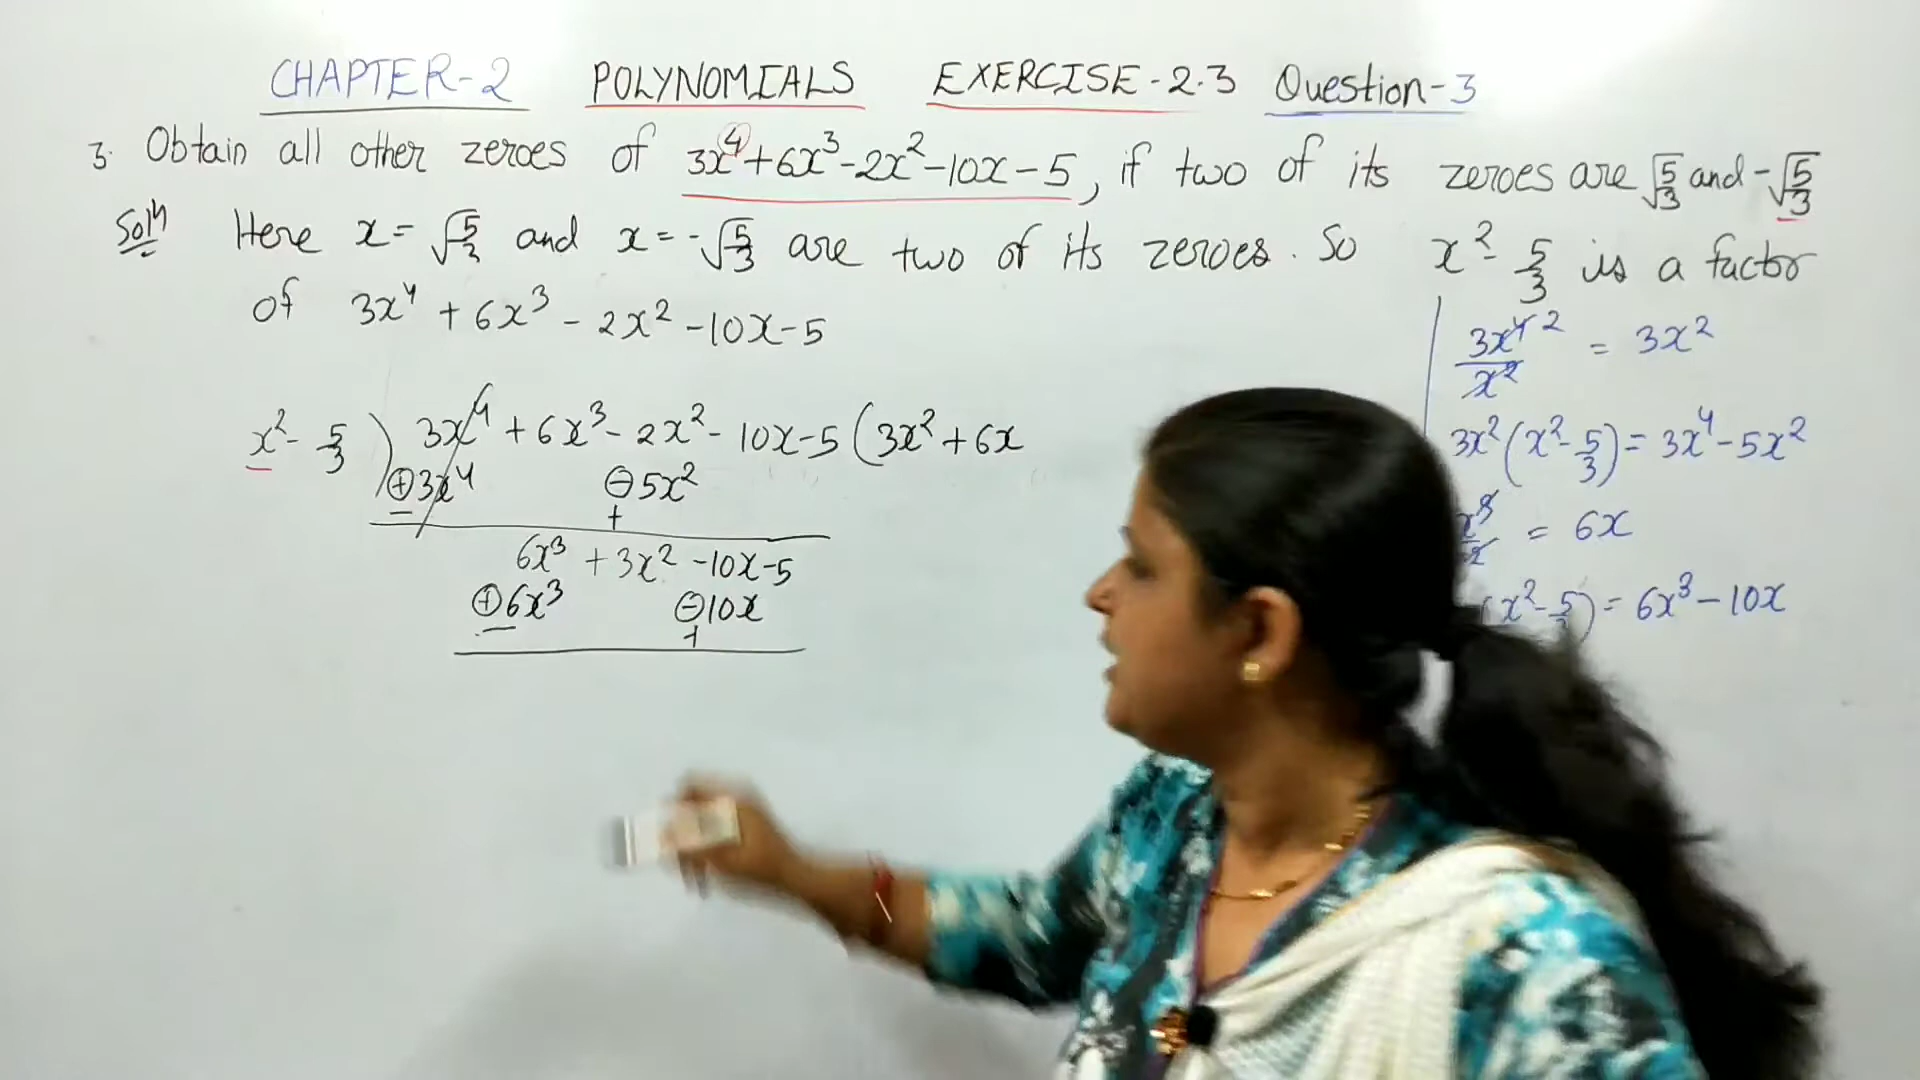 CHAPTER-2 POLYNOMIALS EXERCISE-2.3 Question-3
3. Obtain all other zeroes of 3x⁴+6x³-2x²-10x-5, if two of its zeroes are √5/3 and -√5/3
Solⁿ Here x=√5/3 and x=-√5/3 are two of its zeroes. So x²-5/3 is a factor
of 3x⁴+6x³-2x²-10x-5
x²-5/3 ) 3x⁴+6x³-2x²-10x-5 ( 3x²+6x
⊕3x⁴ ⊖5x²
- +
6x³+3x²-10x-5
⊕6x³ ⊖10x
- +
3x⁴/x² = 3x²
3x²(x²-5/3)=3x⁴-5x²
= 6x
(x²-5/3)=6x³-10x